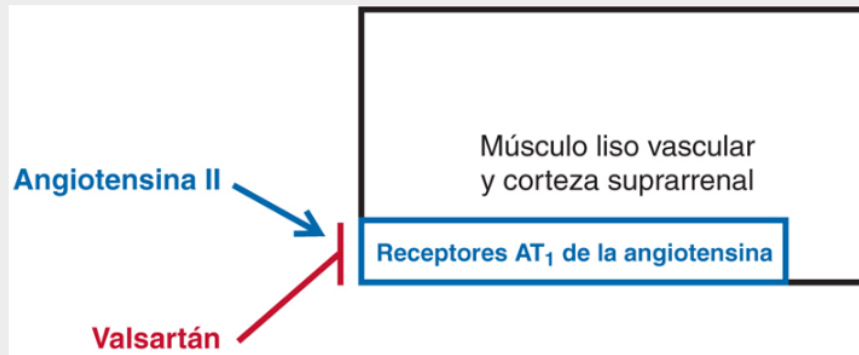 Músculo liso vascular
y corteza suprarrenal
Angiotensina II
Receptores AT₁ de la angiotensina
Valsartán